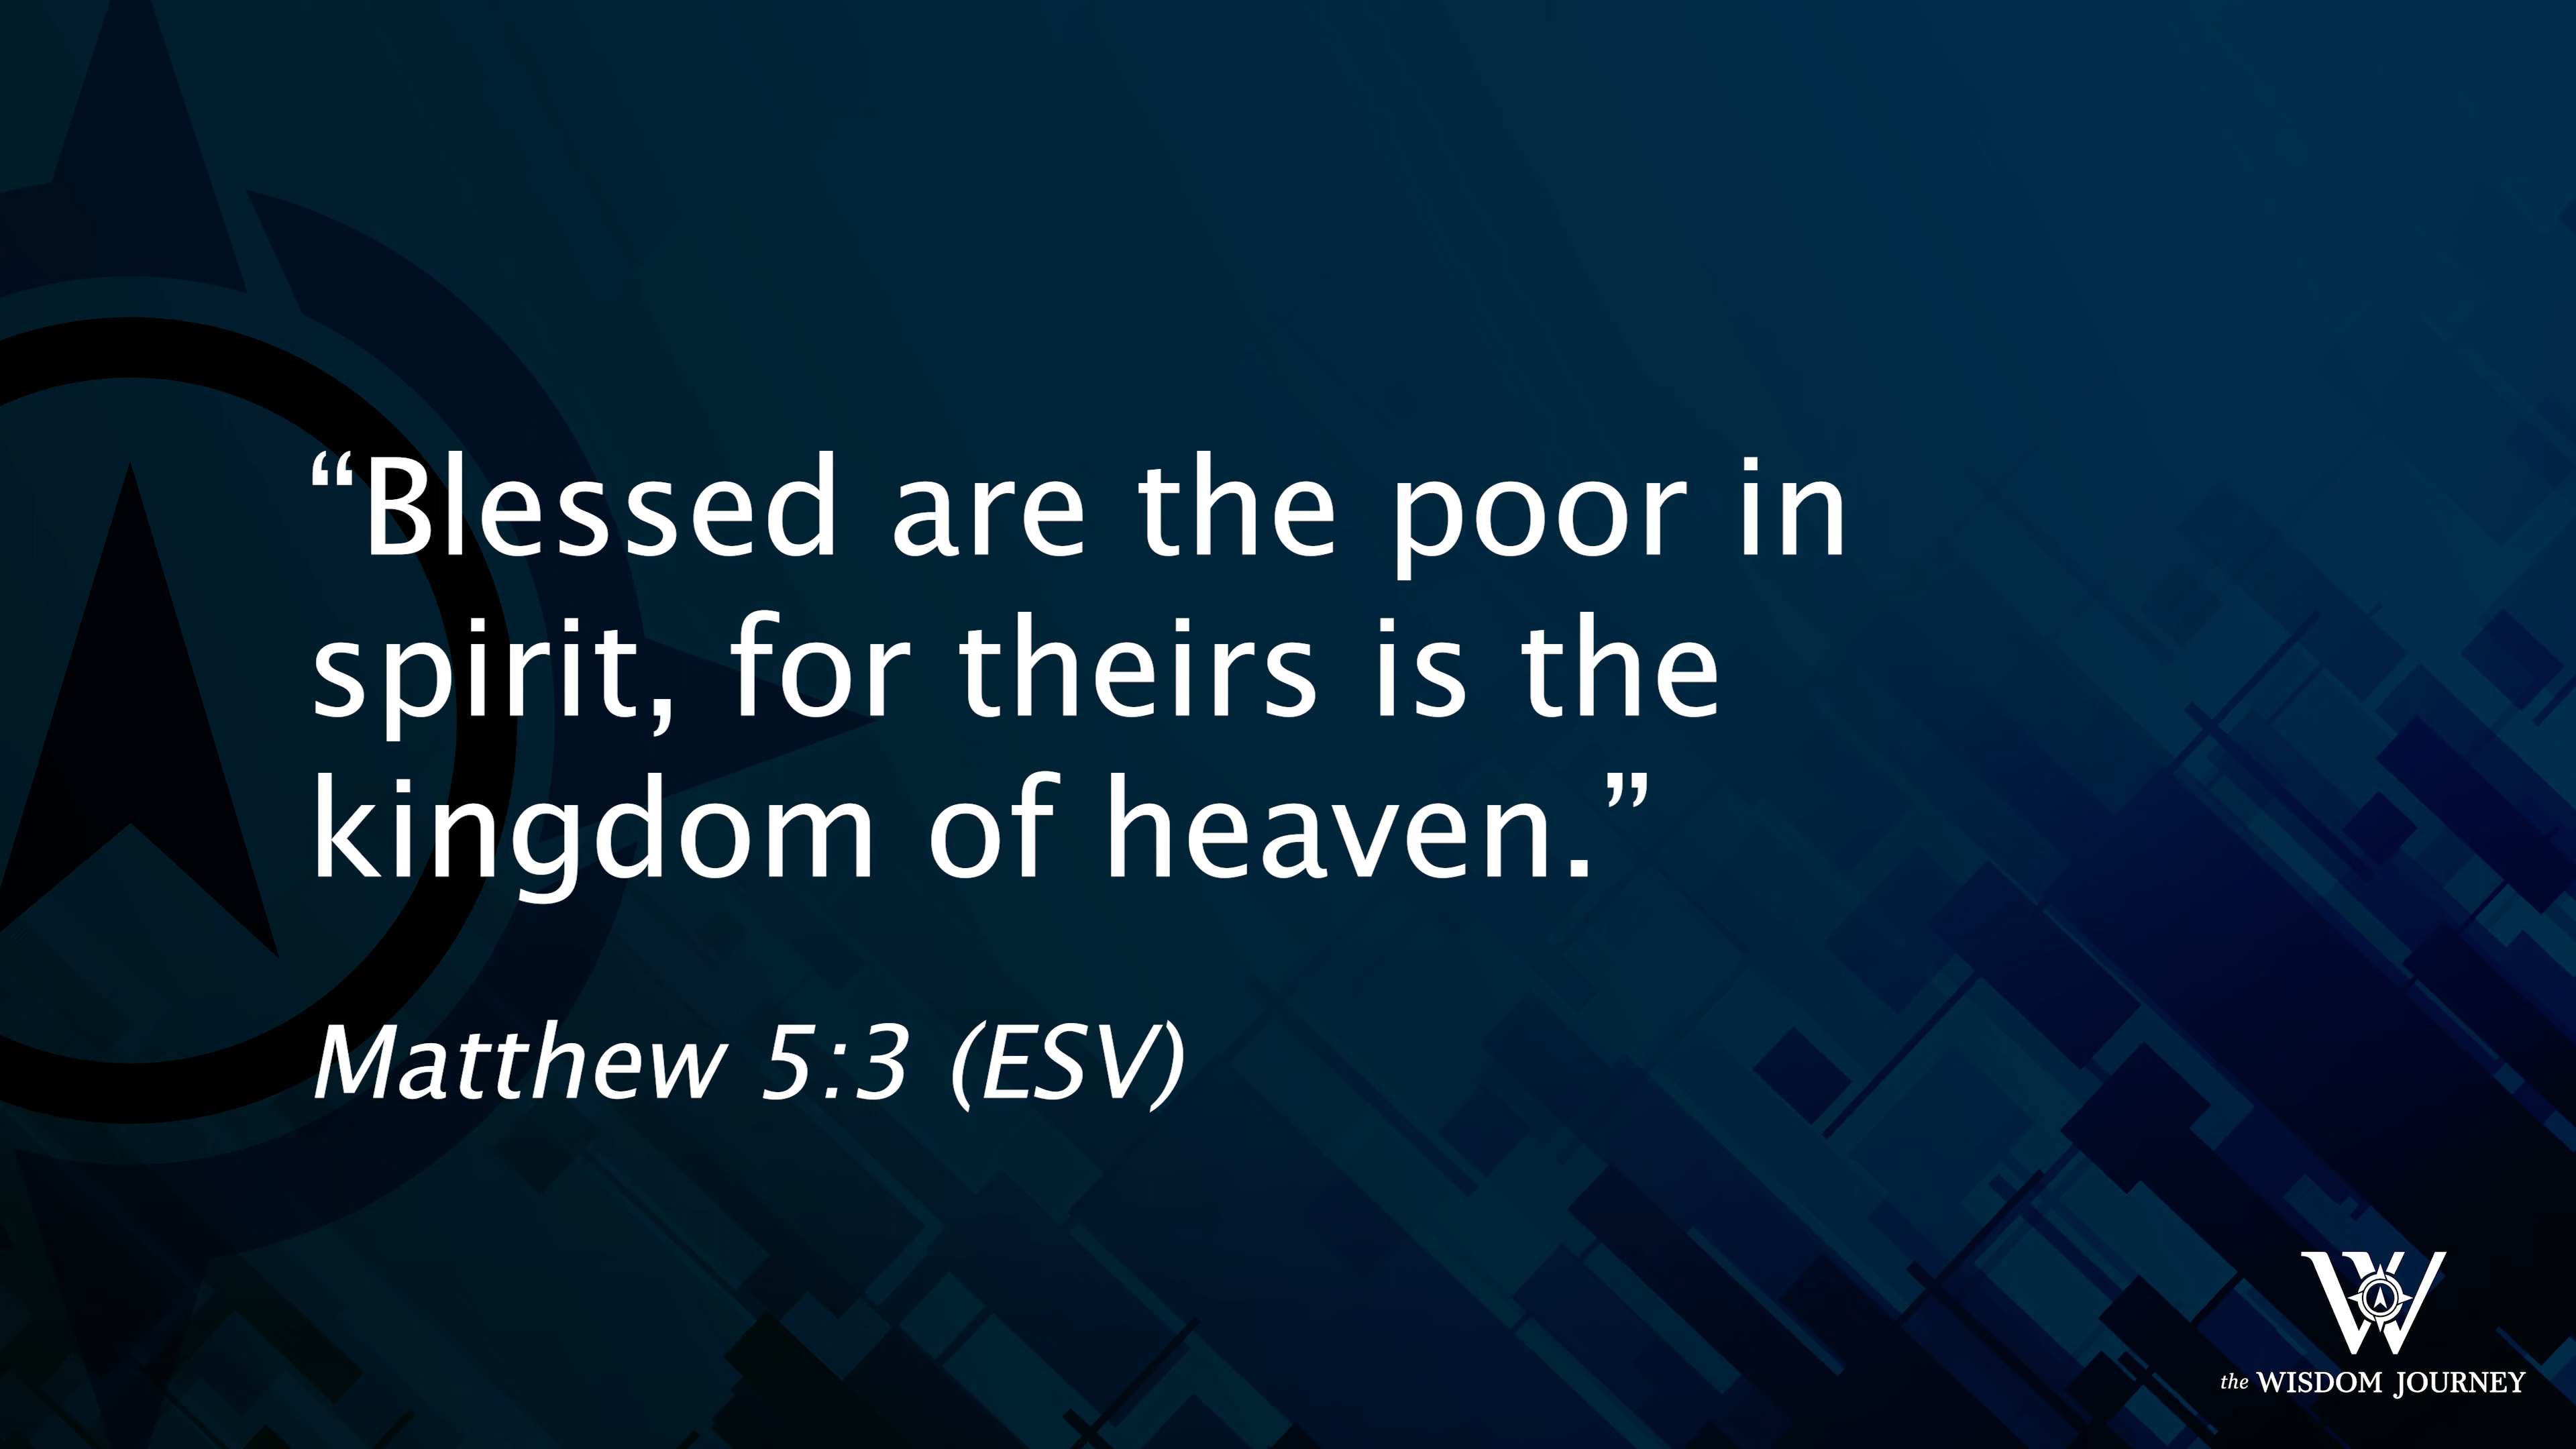 “Blessed are the poor in
spirit, for theirs is the
kingdom of heaven.”
Matthew 5:3 (ESV)
W
the WISDOM JOURNEY